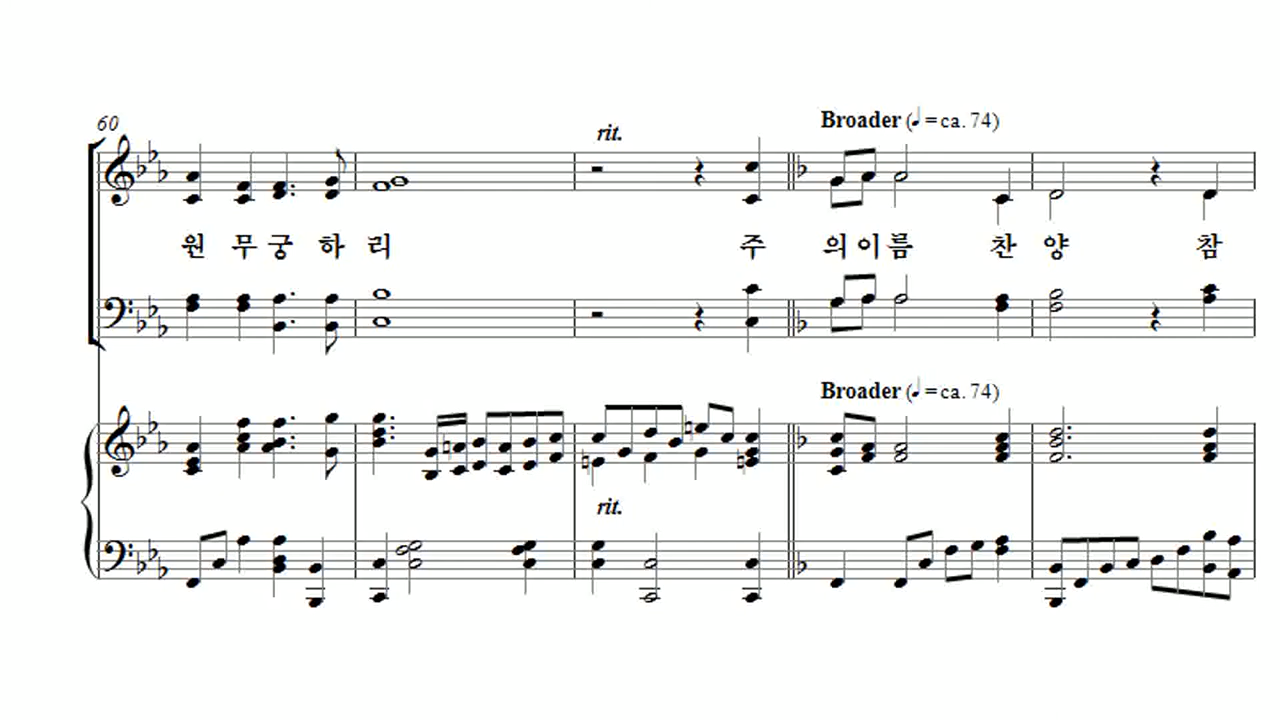 60
rit.
Broader (♩= ca. 74)
원 무 궁 하 리 주 의 이 름 찬 양 참
Broader (♩= ca. 74)
rit.